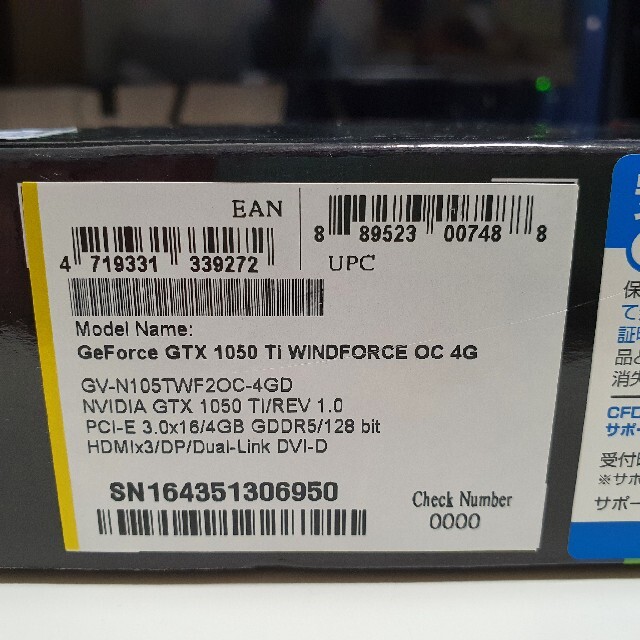 EAN
4 719331 339272
8 89523 00748 8
UPC
Model Name:
GeForce GTX 1050 Ti WINDFORCE OC 4G
GV-N105TWF2OC-4GD
NVIDIA GTX 1050 TI/REV 1.0
PCI-E 3.0x16/4GB GDDR5/128 bit
HDMIx3/DP/Dual-Link DVI-D
SN164351306950
Check Number
0000
保
て
証明
品と
消失
CFD
サポー
受付時
※サポ
サポー